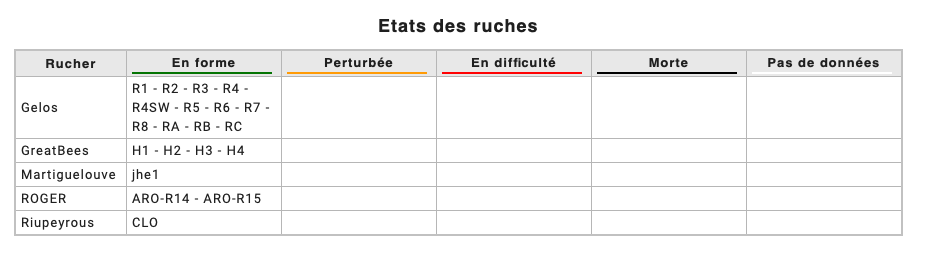 Etats des ruches
Rucher En forme Perturbée En difficulté Morte Pas de données
Gelos R1 - R2 - R3 - R4 -
R4SW - R5 - R6 - R7 -
R8 - RA - RB - RC
GreatBees H1 - H2 - H3 - H4
Martiguelouve jhe1
ROGER ARO-R14 - ARO-R15
Riupeyrous CLO